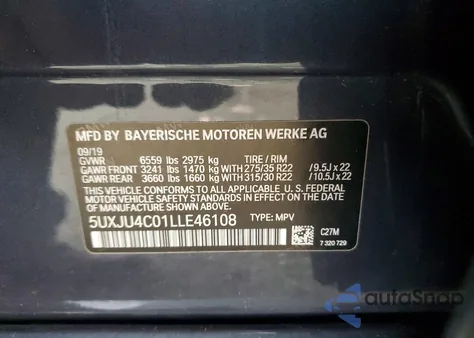 MFD BY BAYERISCHE MOTOREN WERKE AG
09/19
GVWR 6559 lbs 2975 kg TIRE / RIM
GAWR FRONT 3241 lbs 1470 kg WITH 275/35 R22 /9.5J x 22
GAWR REAR 3660 lbs 1660 kg WITH 315/30 R22 /10.5J x 22
THIS VEHICLE CONFORMS TO ALL APPLICABLE U.S. FEDERAL
MOTOR VEHICLE SAFETY STANDARDS IN EFFECT ON THE
DATE OF MANUFACTURE SHOWN ABOVE.
5UXJU4C01LLE46108 TYPE: MPV
C27M
7 320 729
autoSnap